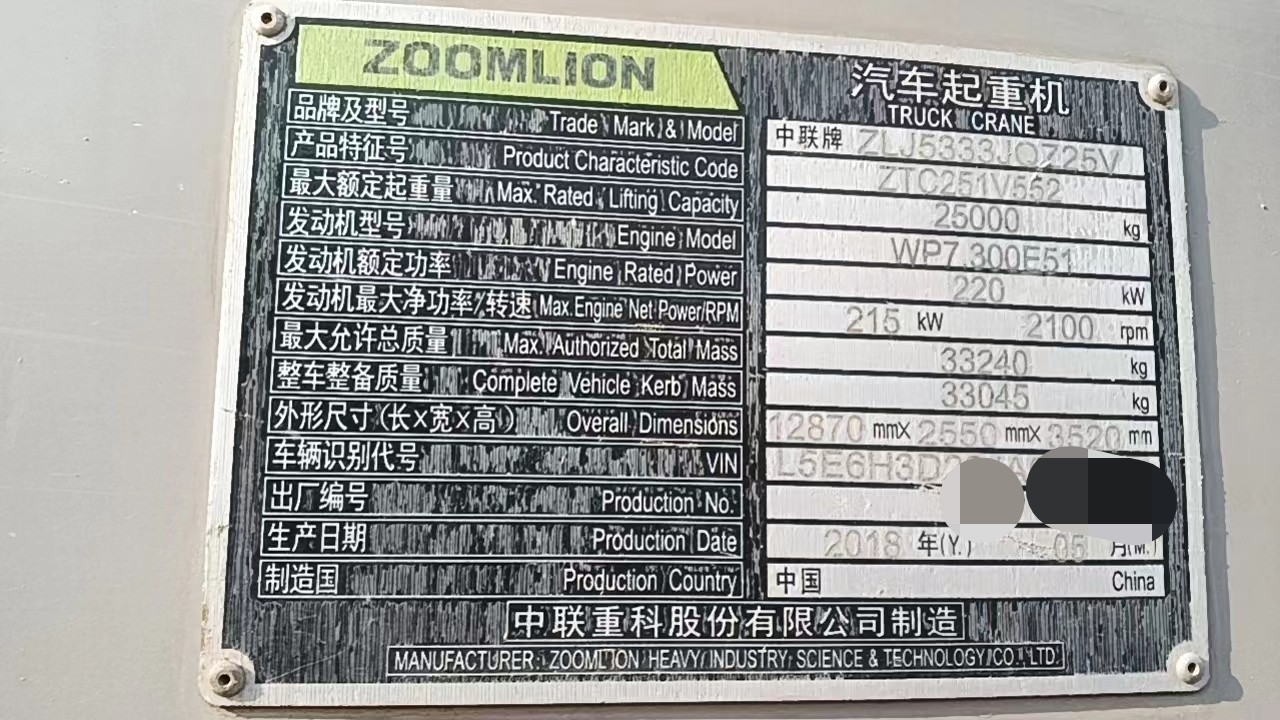 ZOOMLION
汽车起重机
TRUCK CRANE
品牌及型号 Trade Mark & Model 中联牌 ZLJ5333JQZ25V
产品特征号 Product Characteristic Code ZTC251V552
最大额定起重量 Max. Rated Lifting Capacity 25000 kg
发动机型号 Engine Model WP7.300E51
发动机额定功率 Engine Rated Power 220 kW
发动机最大净功率/转速 Max.Engine Net Power/RPM 215 kW 2100 rpm
最大允许总质量 Max. Authorized Total Mass 33240 kg
整车整备质量 Complete Vehicle Kerb Mass 33045 kg
外形尺寸(长X宽X高) Overall Dimensions 12870 mmX 2550 mmX 3520 mm
车辆识别代号 VIN L5E6H3D2
出厂编号 Production No.
生产日期 Production Date 2018 年(Y.) 05 月(M.)
制造国 Production Country 中国 China
中联重科股份有限公司制造
MANUFACTURER: ZOOMLION HEAVY INDUSTRY SCIENCE & TECHNOLOGY CO., LTD.